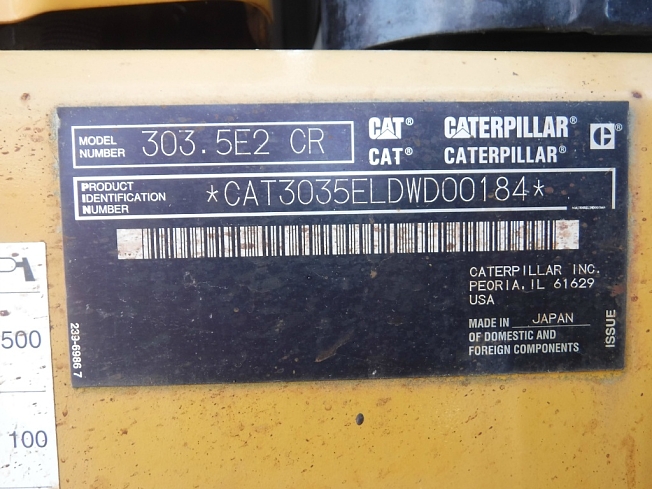 MODEL
NUMBER 303.5E2 CR
CAT® CATERPILLAR®
CAT® CATERPILLAR®
PRODUCT
IDENTIFICATION
NUMBER *CAT3035ELDWD00184*
CATERPILLAR INC.
PEORIA, IL 61629
USA
MADE IN JAPAN
OF DOMESTIC AND
FOREIGN COMPONENTS
ISSUE
239-6986 7
500
100